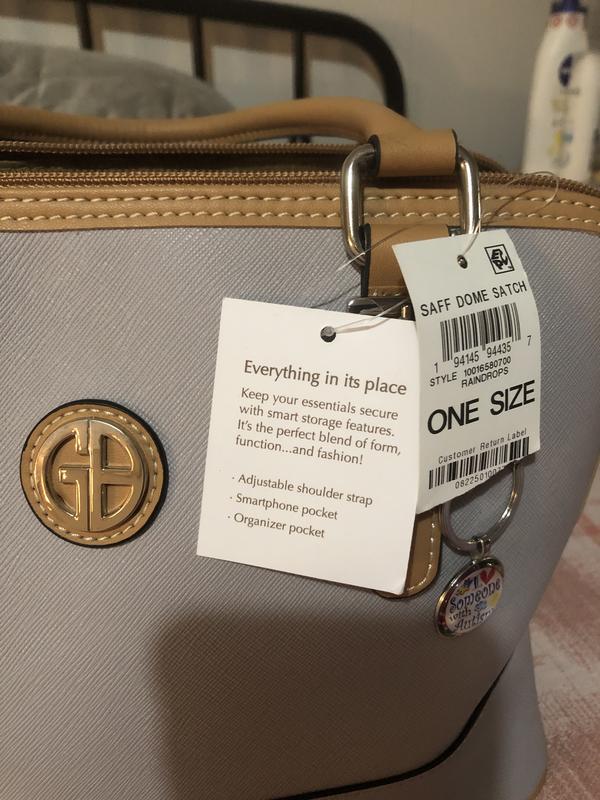 GB
Everything in its place
Keep your essentials secure
with smart storage features.
It's the perfect blend of form,
function...and fashion!
· Adjustable shoulder strap
· Smartphone pocket
· Organizer pocket
SAFF DOME SATCH
1 94145 94435 7
STYLE 10016580700
RAINDROPS
ONE SIZE
Customer Return Label
Someone
with
Autism